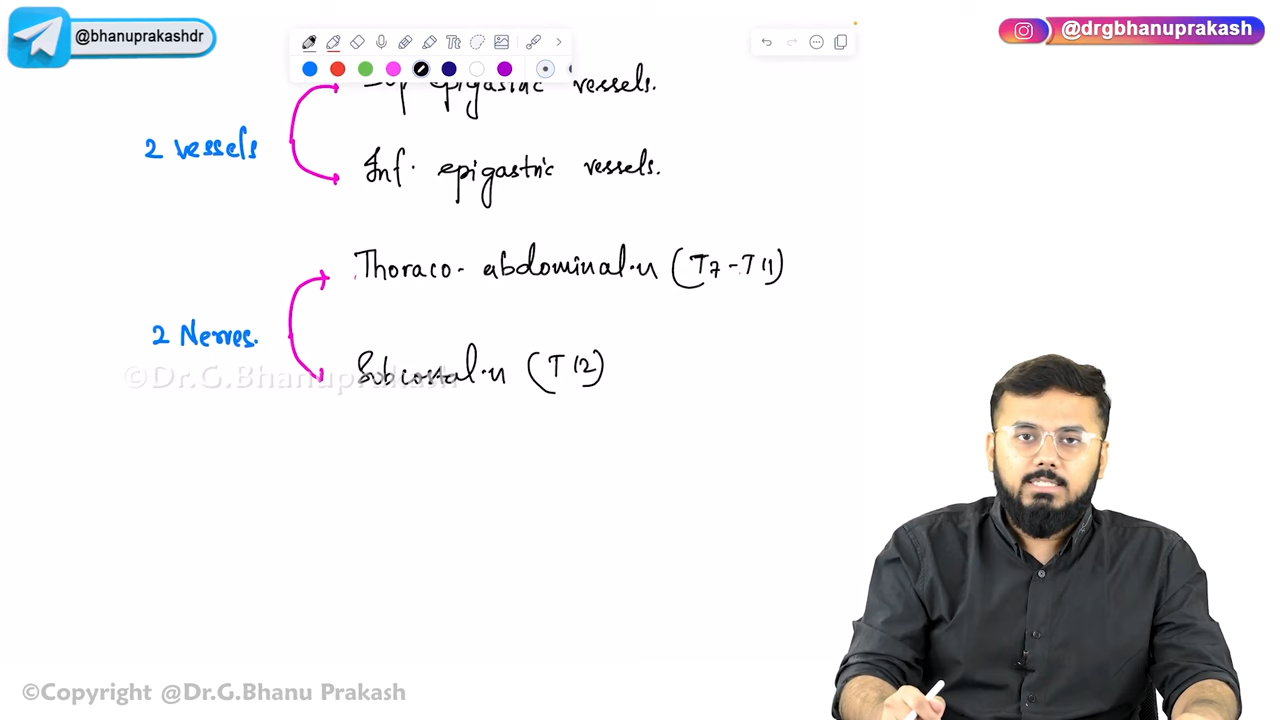 @bhanuprakashdr
@drgbhanuprakash
Sup epigastric vessels.
2 vessels
Inf. epigastric vessels.
Thoraco-abdominal.n (T7-T11)
2 Nerves.
Subcostal.n (T12)
©Dr.G.Bhanuprakash
©Copyright @Dr.G.Bhanu Prakash